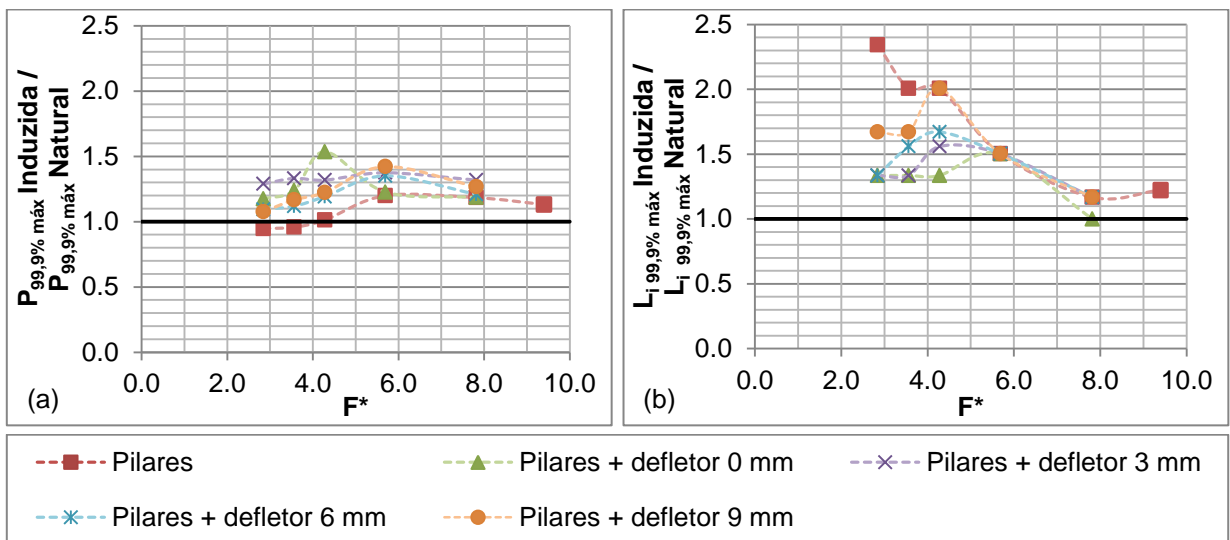 P99,9% máx Induzida /
P99,9% máx Natural
2.5
2.0
1.5
1.0
0.5
0.0
0.0 2.0 4.0 6.0 8.0 10.0
F*
(a)
Li 99,9% máx Induzida /
Li 99,9% máx Natural
2.5
2.0
1.5
1.0
0.5
0.0
0.0 2.0 4.0 6.0 8.0 10.0
F*
(b)
Pilares
Pilares + defletor 0 mm
Pilares + defletor 3 mm
Pilares + defletor 6 mm
Pilares + defletor 9 mm